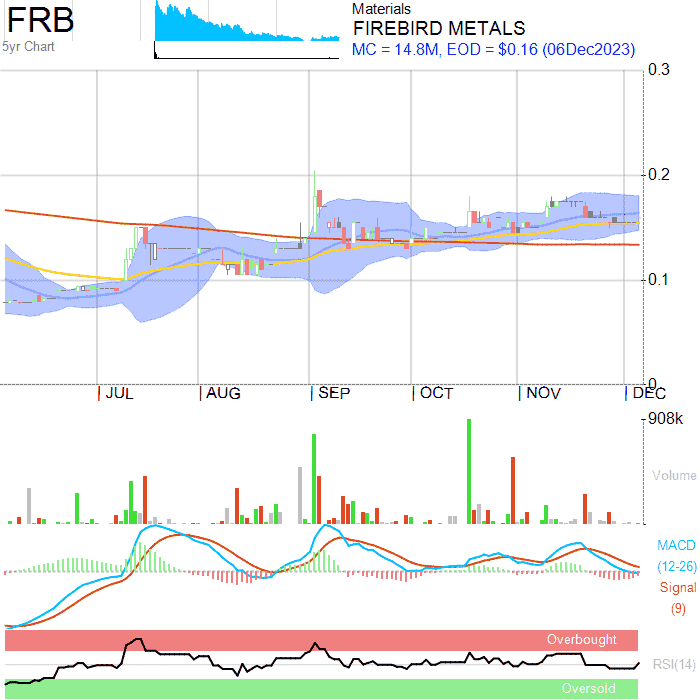 FRB
5yr Chart
Materials
FIREBIRD METALS
MC = 14.8M, EOD = $0.16 (06Dec2023)
0.3
0.2
0.1
0
JUL
AUG
SEP
OCT
NOV
DEC
908k
Volume
MACD
(12-26)
Signal
(9)
Overbought
RSI(14)
Oversold